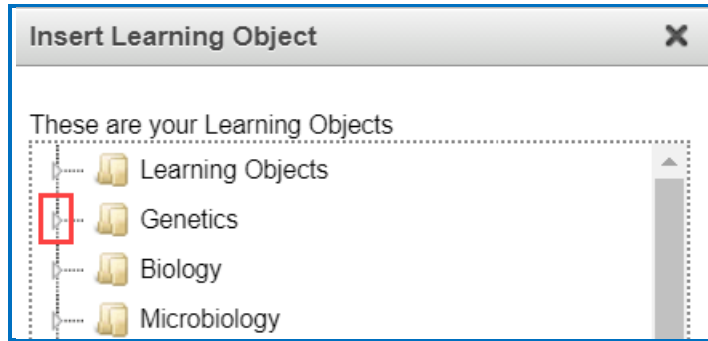 Insert Learning Object
These are your Learning Objects
Learning Objects
Genetics
Biology
Microbiology